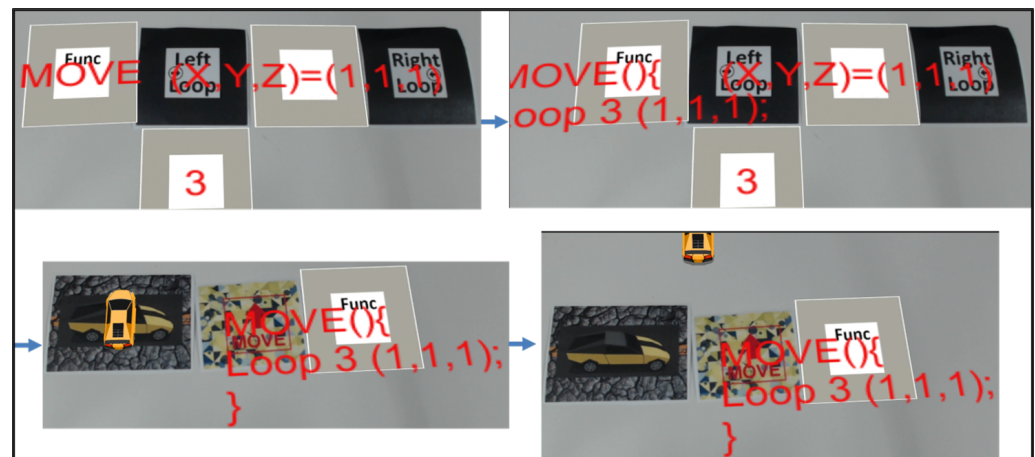 Func
Left
Loop
Right
Loop
MOVE (X,Y,Z)=(1,1,1)
3
Func
Left
Loop
Right
Loop
MOVE(){ (X,Y,Z)=(1,1,1)
Loop 3 (1,1,1);
3
Func
MOVE
MOVE(){
Loop 3 (1,1,1);
}
Func
MOVE
MOVE(){
Loop 3 (1,1,1);
}